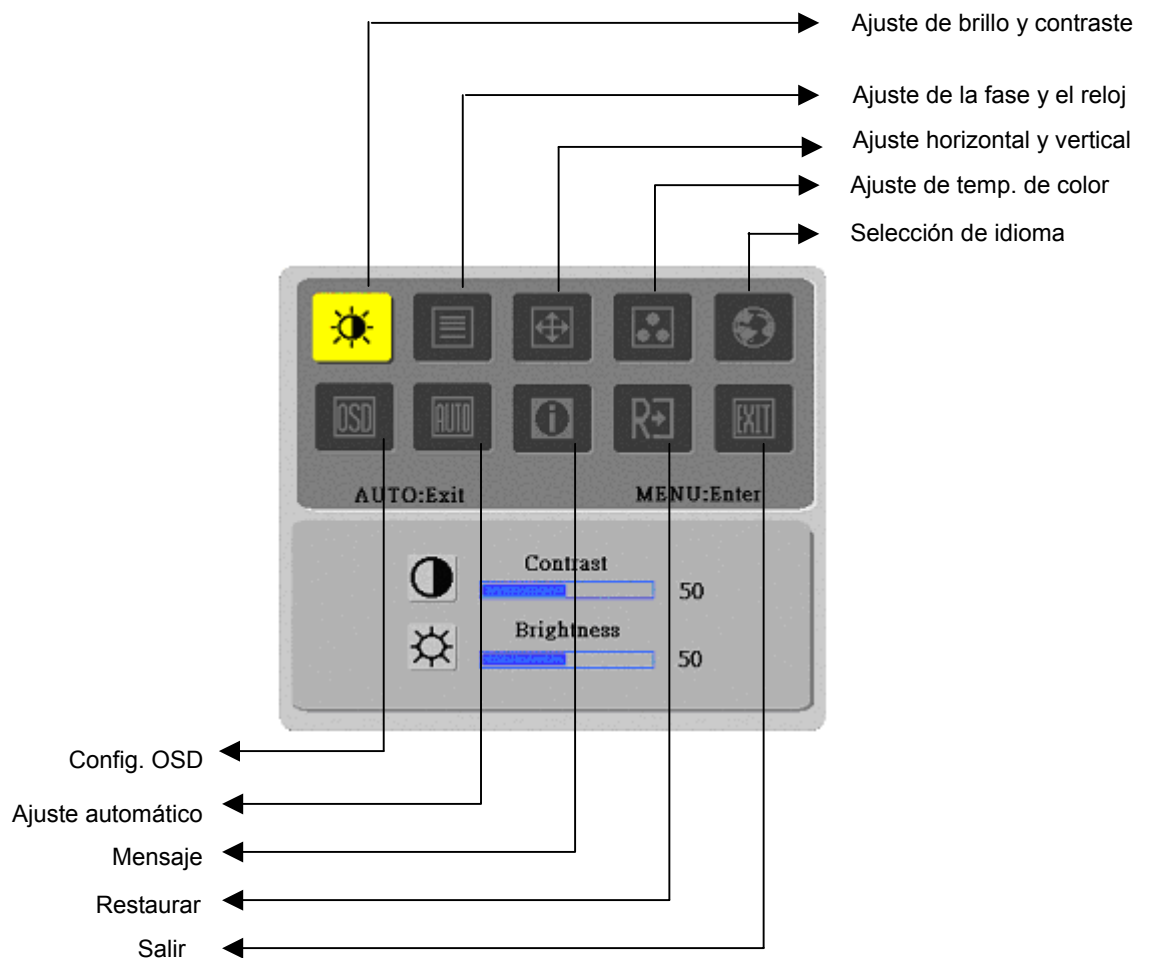 Ajuste de brillo y contraste
Ajuste de la fase y el reloj
Ajuste horizontal y vertical
Ajuste de temp. de color
Selección de idioma
OSD
AUTO
R
EXIT
AUTO:Exit
MENU:Enter
Contrast
50
Brightness
50
Config. OSD
Ajuste automático
Mensaje
Restaurar
Salir